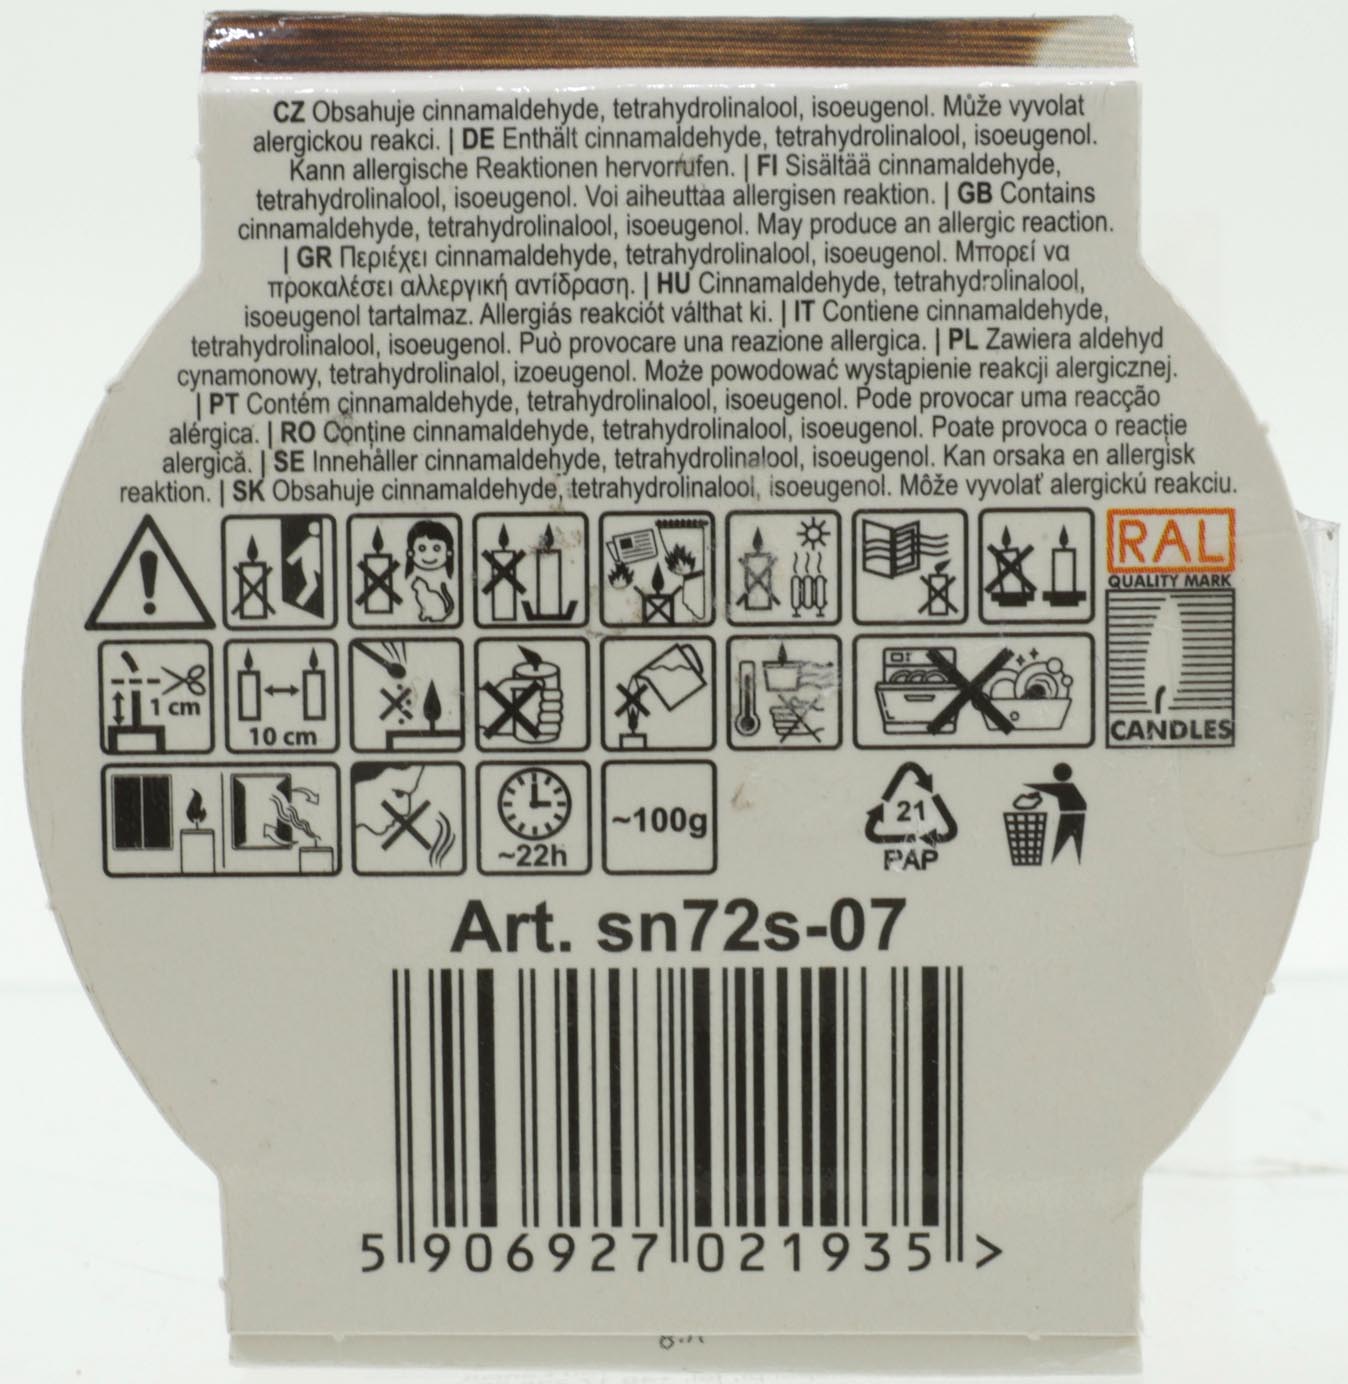 CZ Obsahuje cinnamaldehyde, tetrahydrolinalool, isoeugenol. Může vyvolat
alergickou reakci. | DE Enthält cinnamaldehyde, tetrahydrolinalool, isoeugenol.
Kann allergische Reaktionen hervorrufen. | FI Sisältää cinnamaldehyde,
tetrahydrolinalool, isoeugenol. Voi aiheuttaa allergisen reaktion. | GB Contains
cinnamaldehyde, tetrahydrolinalool, isoeugenol. May produce an allergic reaction.
| GR Περιέχει cinnamaldehyde, tetrahydrolinalool, isoeugenol. Μπορεί να
προκαλέσει αλλεργική αντίδραση. | HU Cinnamaldehyde, tetrahydrolinalool,
isoeugenol tartalmaz. Allergiás reakciót válthat ki. | IT Contiene cinnamaldehyde,
tetrahydrolinalool, isoeugenol. Può provocare una reazione allergica. | PL Zawiera aldehyd
cynamonowy, tetrahydrolinalol, izoeugenol. Może powodować wystąpienie reakcji alergicznej.
| PT Contém cinnamaldehyde, tetrahydrolinalool, isoeugenol. Pode provocar uma reacção
alérgica. | RO Conține cinnamaldehyde, tetrahydrolinalool, isoeugenol. Poate provoca o reacție
alergică. | SE Innehåller cinnamaldehyde, tetrahydrolinalool, isoeugenol. Kan orsaka en allergisk
reaktion. | SK Obsahuje cinnamaldehyde, tetrahydrolinalool, isoeugenol. Môže vyvolať alergickú reakciu.
RAL
QUALITY MARK
CANDLES
1 cm
10 cm
~22h
~100g
21
PAP
Art. sn72s-07
5 906927 021935 >